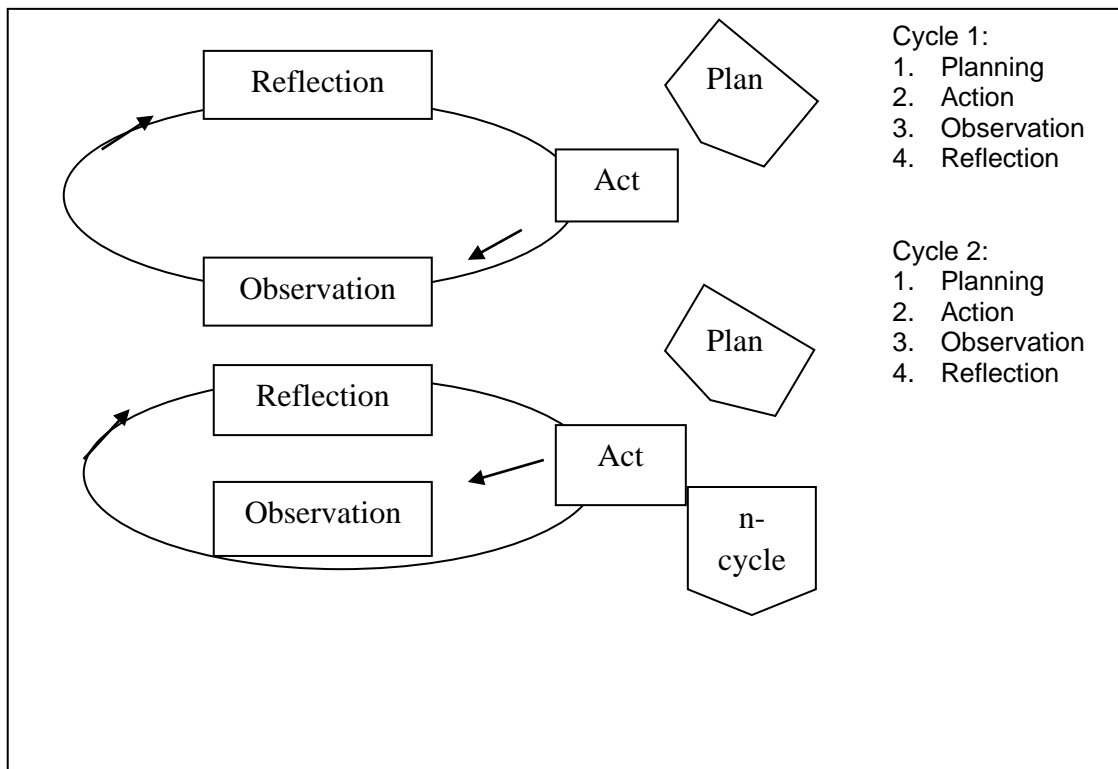 Reflection
Plan
Act
Observation
Cycle 1:
1. Planning
2. Action
3. Observation
4. Reflection
Reflection
Plan
Act
Observation
n-
cycle
Cycle 2:
1. Planning
2. Action
3. Observation
4. Reflection